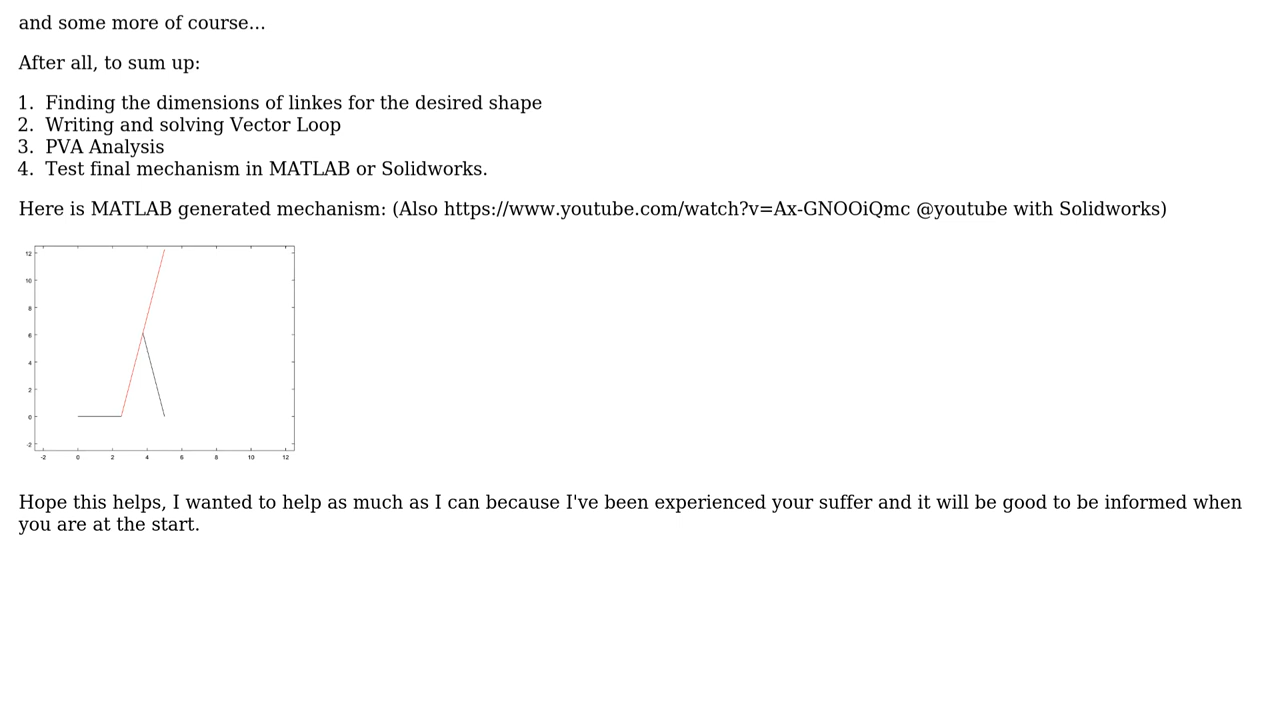 and some more of course...
After all, to sum up:
1. Finding the dimensions of linkes for the desired shape
2. Writing and solving Vector Loop
3. PVA Analysis
4. Test final mechanism in MATLAB or Solidworks.
Here is MATLAB generated mechanism: (Also https://www.youtube.com/watch?v=Ax-GNOOiQmc @youtube with Solidworks)
12
10
8
6
4
2
0
-2
-2 0 2 4 6 8 10 12
Hope this helps, I wanted to help as much as I can because I've been experienced your suffer and it will be good to be informed when
you are at the start.